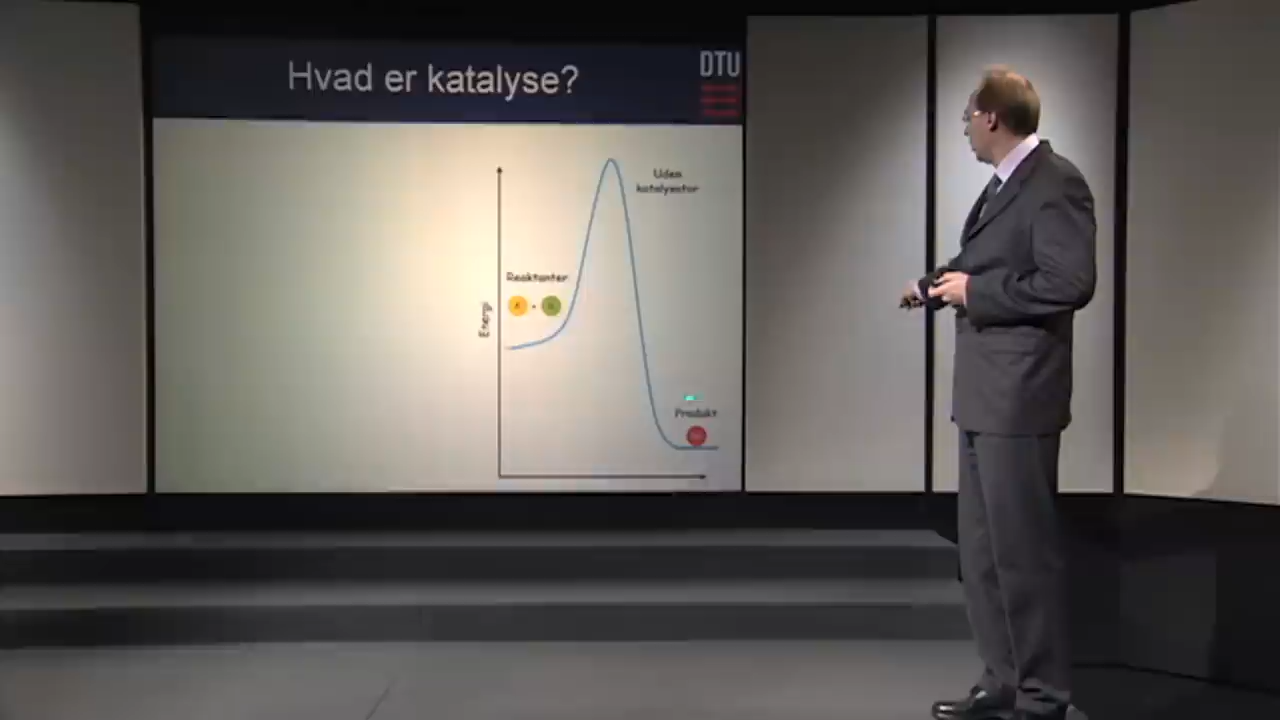 Hvad er katalyse?
DTU
Uden
katalysator
Reaktanter
Energi
Produkt